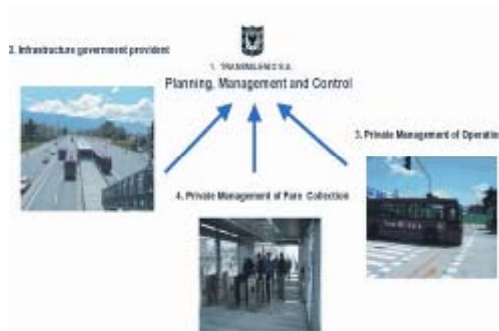 2. Infrastructure government provident
1. TRANSMILENIO S.A.
Planning, Management and Control
3. Private Management of Operatio
4. Private Management of Fare Collection